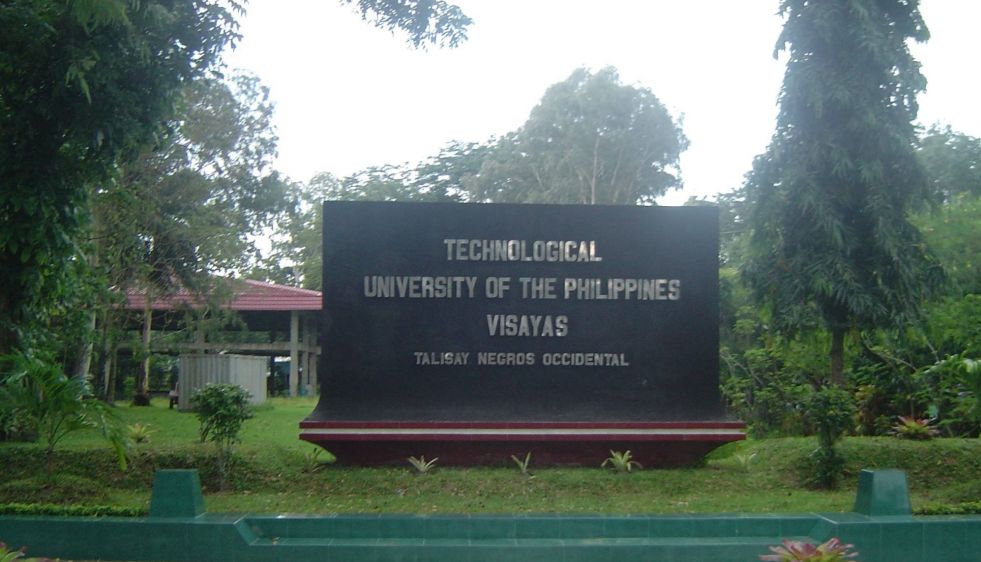 TECHNOLOGICAL
UNIVERSITY OF THE PHILIPPINES
VISAYAS
TALISAY NEGROS OCCIDENTAL